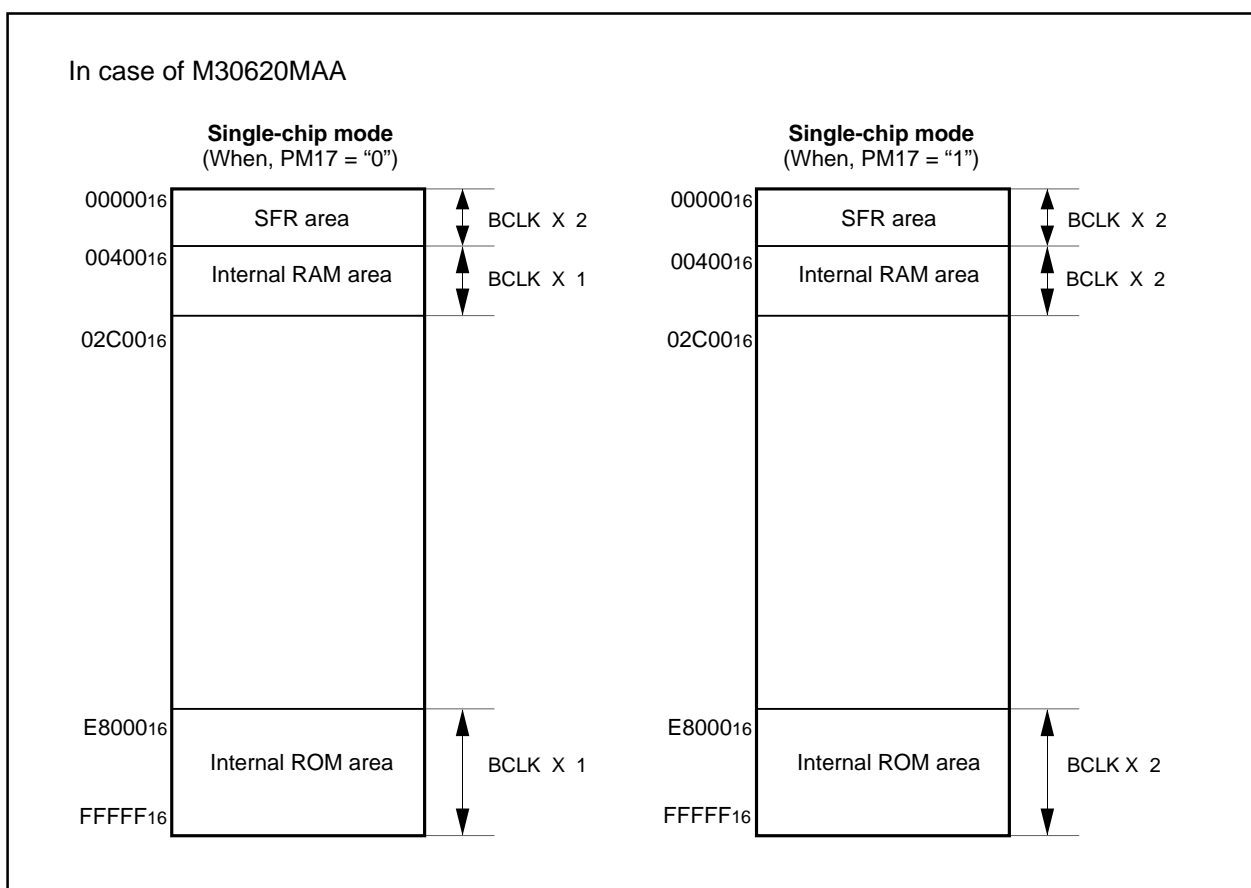 In case of M30620MAA
Single-chip mode
(When, PM17 = “0”)
0000016
SFR area
BCLK X 2
0040016
Internal RAM area
BCLK X 1
02C0016
E800016
Internal ROM area
BCLK X 1
FFFFF16
Single-chip mode
(When, PM17 = “1”)
0000016
SFR area
BCLK X 2
0040016
Internal RAM area
BCLK X 2
02C0016
E800016
Internal ROM area
BCLK X 2
FFFFF16